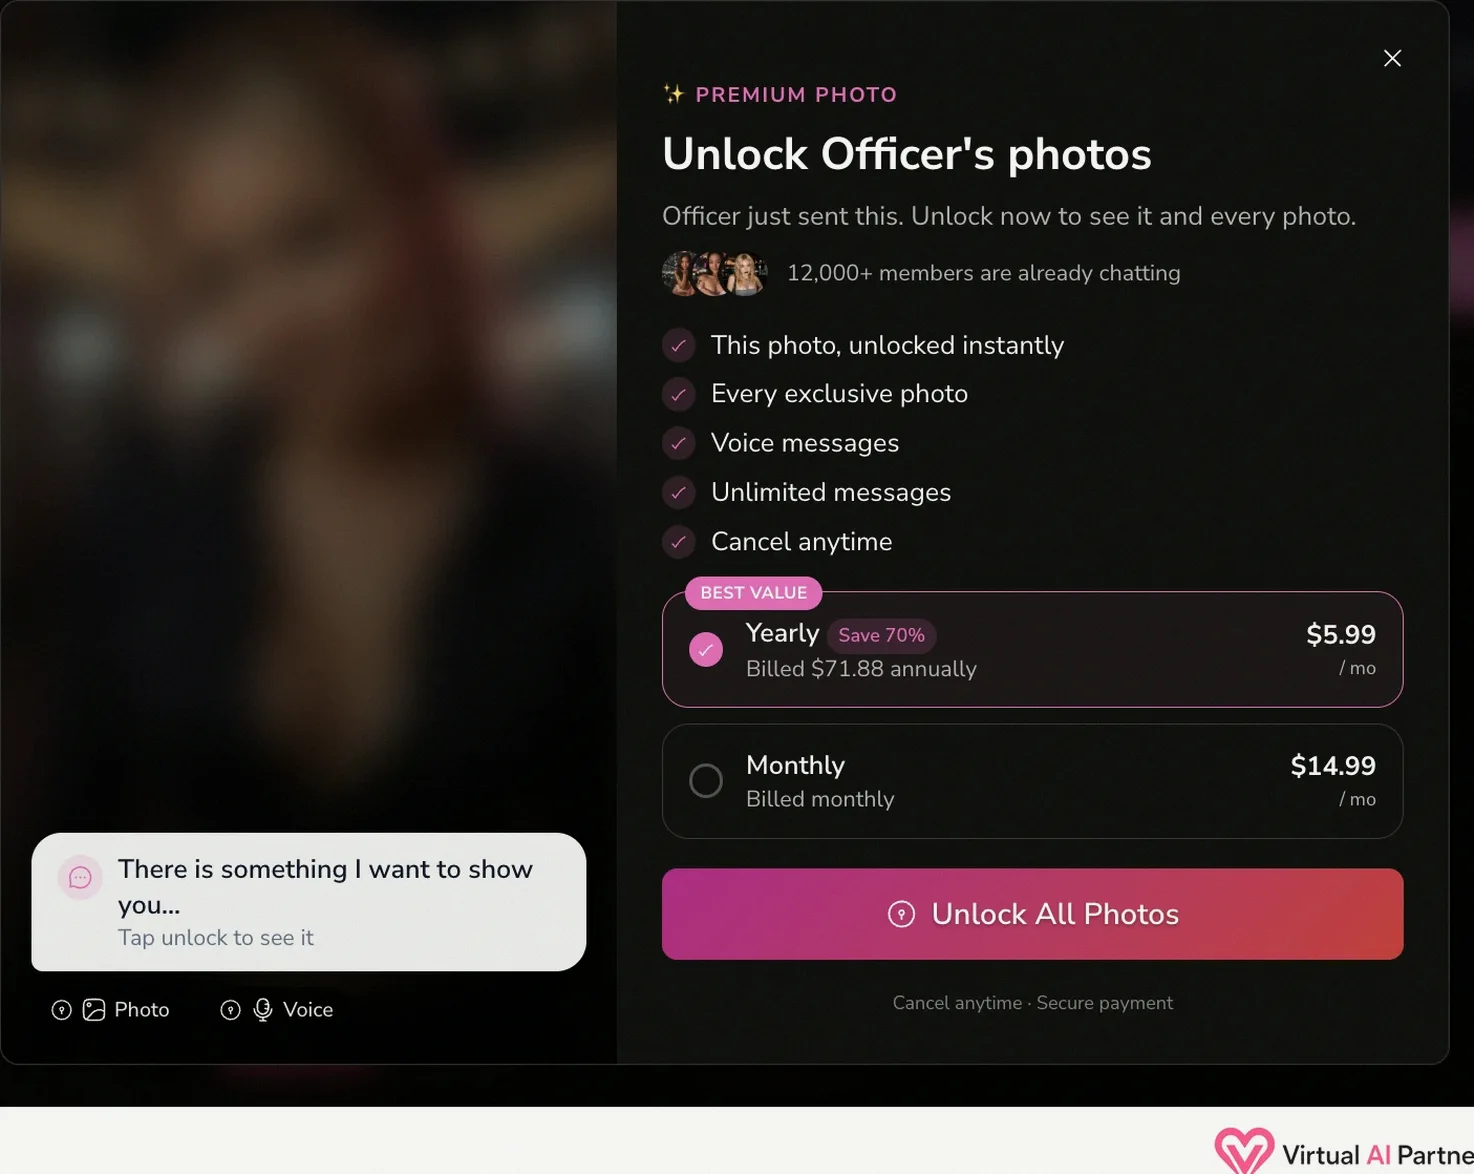 ✨ PREMIUM PHOTO
Unlock Officer's photos
Officer just sent this. Unlock now to see it and every photo.
12,000+ members are already chatting
This photo, unlocked instantly
Every exclusive photo
Voice messages
Unlimited messages
Cancel anytime
BEST VALUE
Yearly Save 70%
$5.99
Billed $71.88 annually
/ mo
Monthly
$14.99
Billed monthly
/ mo
Unlock All Photos
Cancel anytime · Secure payment
There is something I want to show
you...
Tap unlock to see it
Photo
Voice
Virtual AI Partne